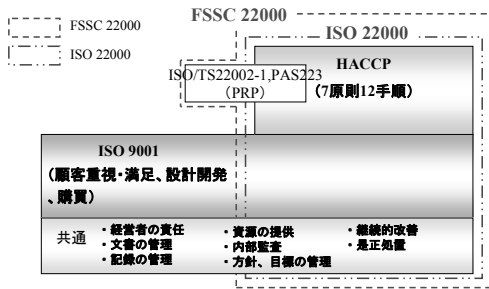 FSSC 22000
FSSC 22000
ISO 22000
ISO 22000
ISO/TS22002-1,PAS223
（PRP）
HACCP
（7原則12手順）
ISO 9001
（顧客重視・満足、設計開発
、購買）
共通
・経営者の責任
・文書の管理
・記録の管理
・資源の提供
・内部監査
・方針、目標の管理
・継続的改善
・是正処置